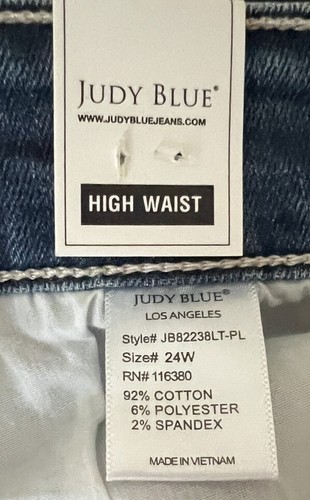 JUDY BLUE®
WWW.JUDYBLUEJEANS.COM
HIGH WAIST
JUDY BLUE®
LOS ANGELES
Style# JB82238LT-PL
Size# 24W
RN# 116380
92% COTTON
6% POLYESTER
2% SPANDEX
MADE IN VIETNAM